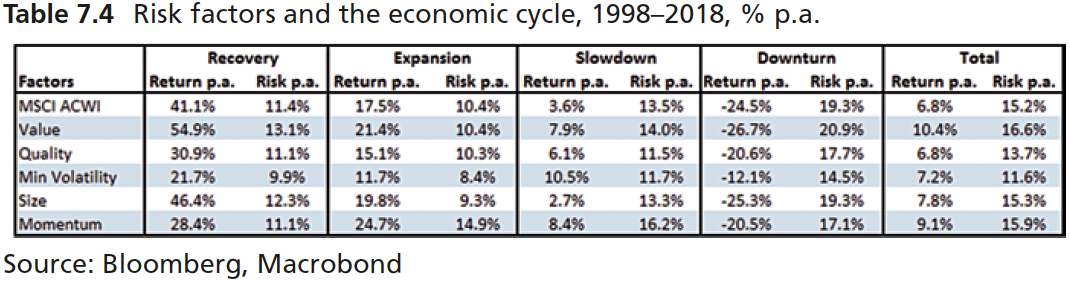 Table 7.4 Risk factors and the economic cycle, 1998–2018, % p.a.
Recovery Expansion Slowdown Downturn Total
Factors Return p.a. Risk p.a. Return p.a. Risk p.a. Return p.a. Risk p.a. Return p.a. Risk p.a. Return p.a. Risk p.a.
MSCI ACWI 41.1% 11.4% 17.5% 10.4% 3.6% 13.5% -24.5% 19.3% 6.8% 15.2%
Value 54.9% 13.1% 21.4% 10.4% 7.9% 14.0% -26.7% 20.9% 10.4% 16.6%
Quality 30.9% 11.1% 15.1% 10.3% 6.1% 11.5% -20.6% 17.7% 6.8% 13.7%
Min Volatility 21.7% 9.9% 11.7% 8.4% 10.5% 11.7% -12.1% 14.5% 7.2% 11.6%
Size 46.4% 12.3% 19.8% 9.3% 2.7% 13.3% -25.3% 19.3% 7.8% 15.3%
Momentum 28.4% 11.1% 24.7% 14.9% 8.4% 16.2% -20.5% 17.1% 9.1% 15.9%
Source: Bloomberg, Macrobond